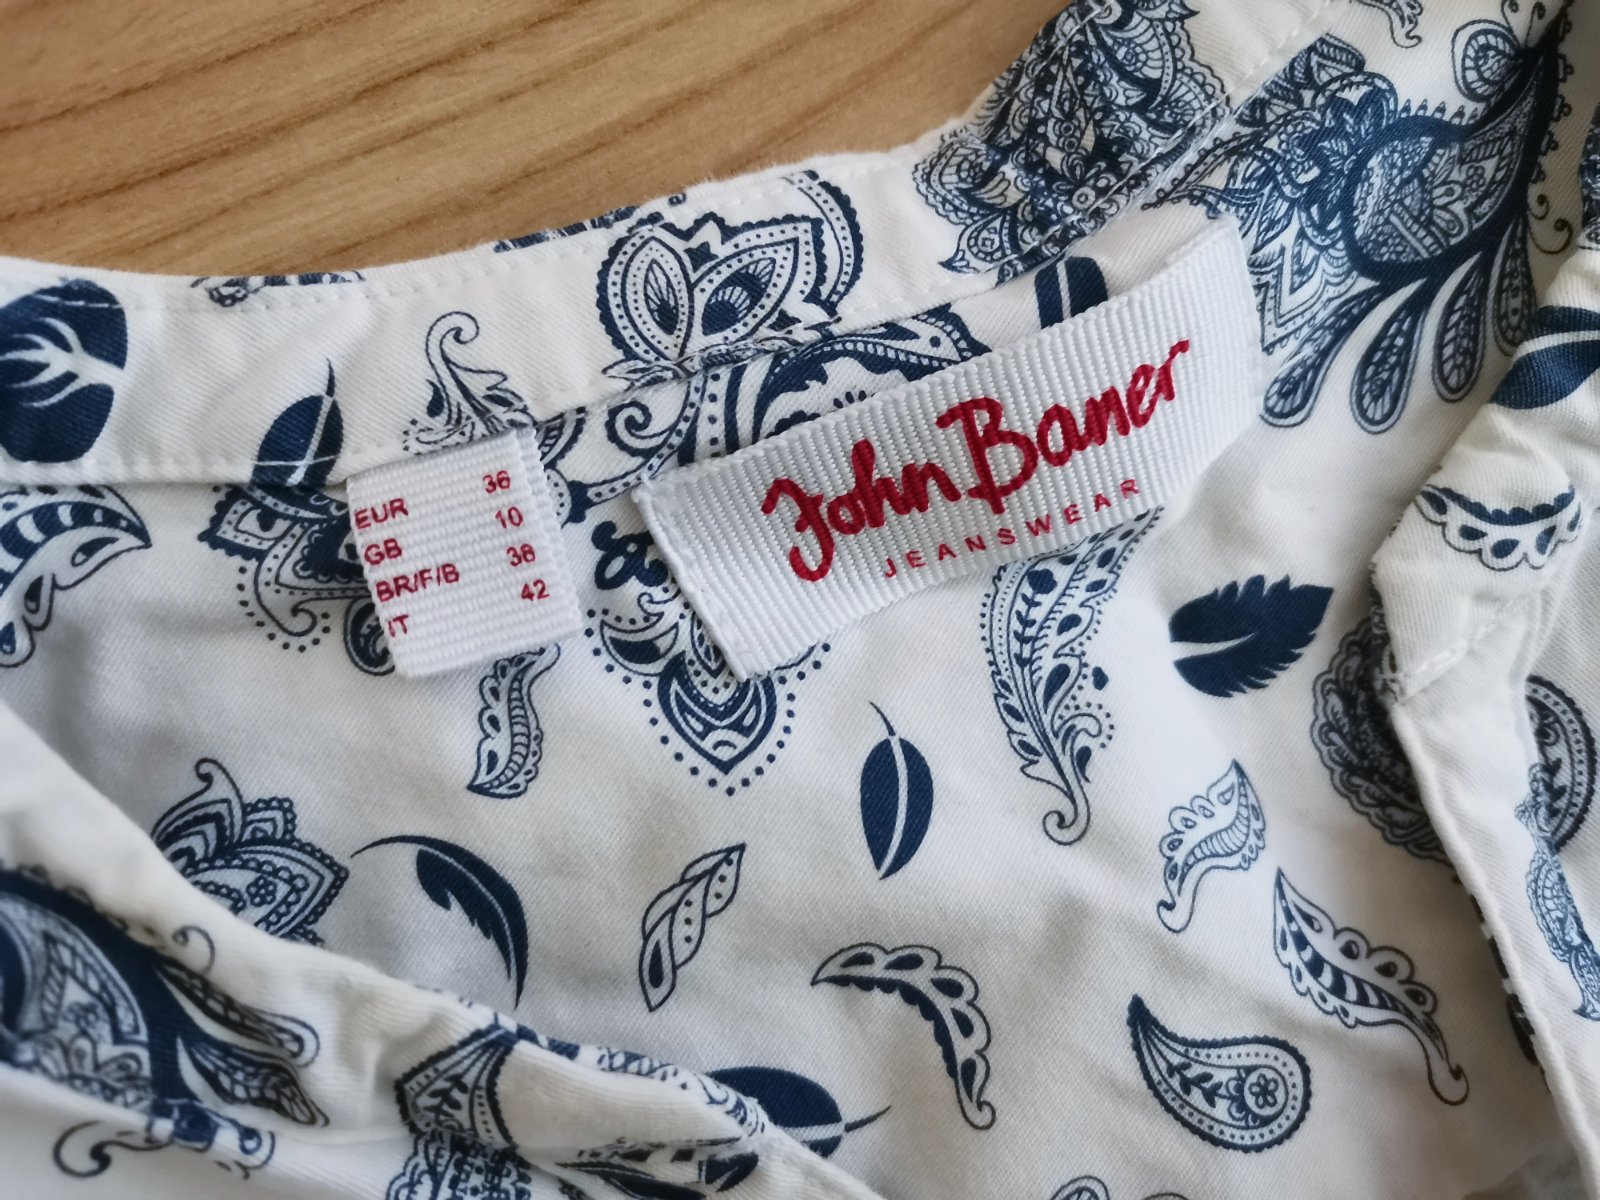 EUR 36
GB 10
BR/F/B 38
IT 42
John Baner
JEANSWEAR